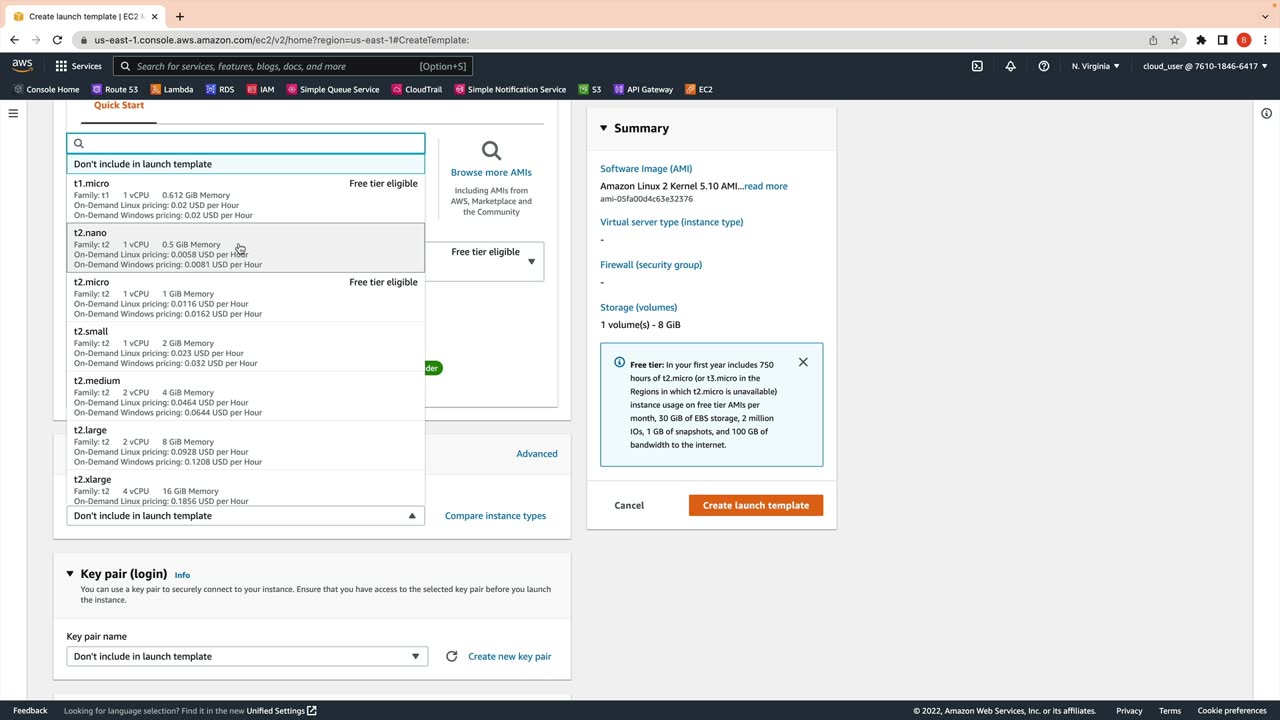 Create launch template | EC2 M
us-east-1.console.aws.amazon.com/ec2/v2/home?region=us-east-1#CreateTemplate:
B
aws
Services
Search for services, features, blogs, docs, and more
[Option+S]
N. Virginia
cloud_user @ 7610-1846-6417
Console Home
Route 53
Lambda
RDS
IAM
Simple Queue Service
CloudTrail
Simple Notification Service
S3
API Gateway
EC2
Quick Start
Don't include in launch template
t1.micro
Free tier eligible
Family: t1 1 vCPU 0.612 GiB Memory
On-Demand Linux pricing: 0.02 USD per Hour
On-Demand Windows pricing: 0.02 USD per Hour
t2.nano
Family: t2 1 vCPU 0.5 GiB Memory
On-Demand Linux pricing: 0.0058 USD per Hour
On-Demand Windows pricing: 0.0081 USD per Hour
t2.micro
Free tier eligible
Family: t2 1 vCPU 1 GiB Memory
On-Demand Linux pricing: 0.0116 USD per Hour
On-Demand Windows pricing: 0.0162 USD per Hour
t2.small
Family: t2 1 vCPU 2 GiB Memory
On-Demand Linux pricing: 0.023 USD per Hour
On-Demand Windows pricing: 0.032 USD per Hour
t2.medium
Family: t2 2 vCPU 4 GiB Memory
On-Demand Linux pricing: 0.0464 USD per Hour
On-Demand Windows pricing: 0.0644 USD per Hour
t2.large
Family: t2 2 vCPU 8 GiB Memory
On-Demand Linux pricing: 0.0928 USD per Hour
On-Demand Windows pricing: 0.1208 USD per Hour
t2.xlarge
Family: t2 4 vCPU 16 GiB Memory
On-Demand Linux pricing: 0.1856 USD per Hour
Don't include in launch template
Browse more AMIs
Including AMIs from
AWS, Marketplace and
the Community
Free tier eligible
der
Advanced
Compare instance types
Key pair (login)
Info
You can use a key pair to securely connect to your instance. Ensure that you have access to the selected key pair before you launch
the instance.
Key pair name
Don't include in launch template
Create new key pair
Summary
Software Image (AMI)
Amazon Linux 2 Kernel 5.10 AMI...read more
ami-05fa00d4c63e32376
Virtual server type (instance type)
-
Firewall (security group)
-
Storage (volumes)
1 volume(s) - 8 GiB
Free tier: In your first year includes 750
hours of t2.micro (or t3.micro in the
Regions in which t2.micro is unavailable)
instance usage on free tier AMIs per
month, 30 GiB of EBS storage, 2 million
IOs, 1 GB of snapshots, and 100 GB of
bandwidth to the internet.
Cancel
Create launch template
Feedback
Looking for language selection? Find it in the new Unified Settings
© 2022, Amazon Web Services, Inc. or its affiliates.
Privacy
Terms
Cookie preferences